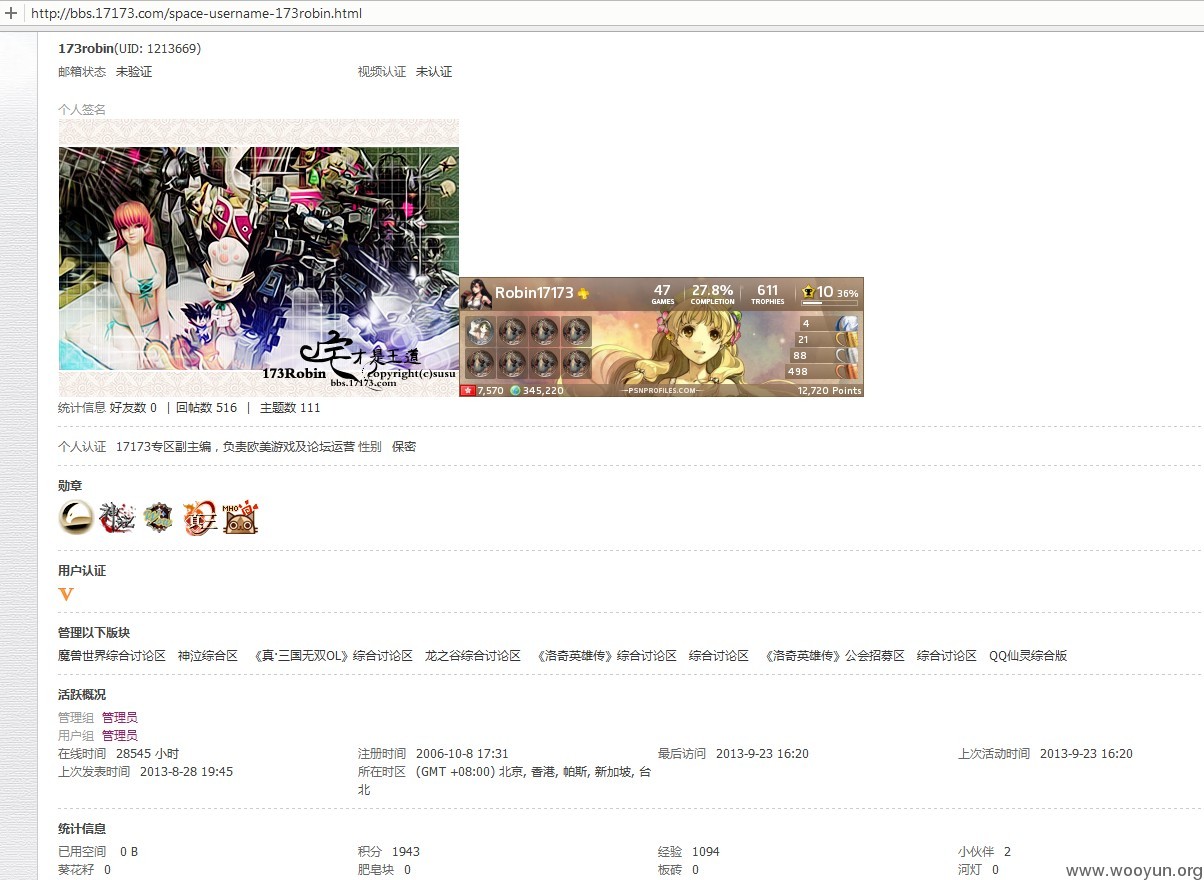 http://bbs.17173.com/space-username-173robin.html
173robin(UID: 1213669)
邮箱状态 未验证 视频认证 未认证
个人签名
宅才是王道
173Robin copyright(c)susu
bbs.17173.com
Robin17173 47 GAMES 27.8% COMPLETION 611 TROPHIES 10 36%
4
21
88
498
7,570 345,220 —PSNPROFILES.COM— 12,720 Points
统计信息 好友数 0 | 回帖数 516 | 主题数 111
个人认证 17173专区副主编，负责欧美游戏及论坛运营 性别 保密
勋章
神泣
真三
MHO
用户认证
V
管理以下版块
魔兽世界综合讨论区 神泣综合区 《真·三国无双OL》综合讨论区 龙之谷综合讨论区 《洛奇英雄传》综合讨论区 综合讨论区 《洛奇英雄传》公会招募区 综合讨论区 QQ仙灵综合版
活跃概况
管理组 管理员
用户组 管理员
在线时间 28545 小时 注册时间 2006-10-8 17:31 最后访问 2013-9-23 16:20 上次活动时间 2013-9-23 16:20
上次发表时间 2013-8-28 19:45 所在时区 (GMT +08:00) 北京, 香港, 帕斯, 新加坡, 台
北
统计信息
已用空间 0 B 积分 1943 经验 1094 小伙伴 2
葵花籽 0 肥皂块 0 板砖 0 河灯 0
www.wooyun.org